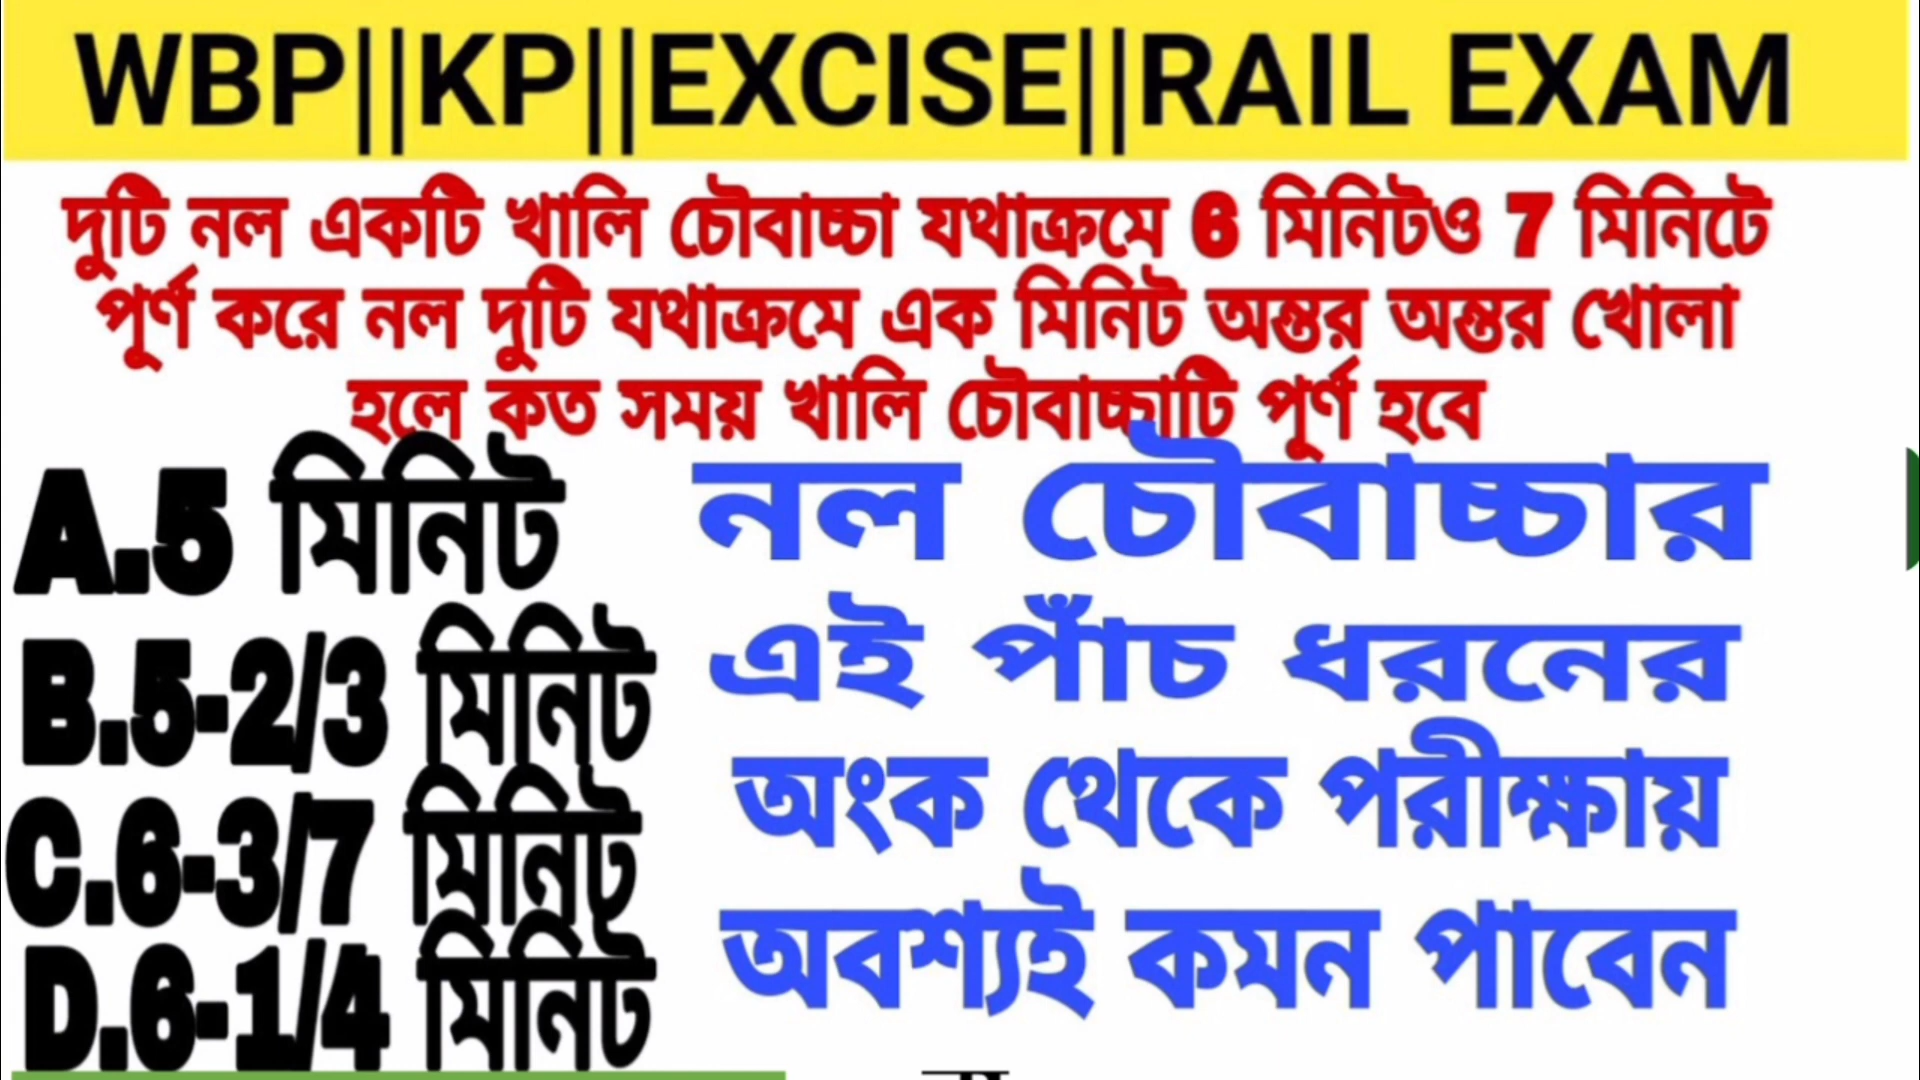 WBP||KP||EXCISE||RAIL EXAM
দুটি নল একটি খালি চৌবাচ্চা যথাক্রমে 6 মিনিটও 7 মিনিটে
পূর্ণ করে নল দুটি যথাক্রমে এক মিনিট অন্তর অন্তর খোলা
হলে কত সময় খালি চৌবাচ্চাটি পূর্ণ হবে
A.5 মিনিট
B.5-2/3 মিনিট
C.6-3/7 মিনিট
D.6-1/4 মিনিট
নল চৌবাচ্চার
এই পাঁচ ধরনের
অংক থেকে পরীক্ষায়
অবশ্যই কমন পাবেন